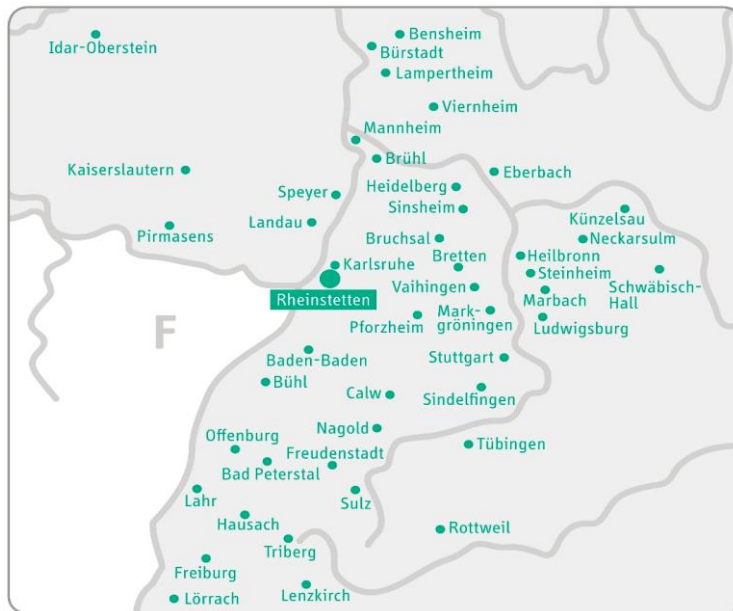 Bensheim
Idar-Oberstein
Bürstadt
Lampertheim
Viernheim
Mannheim
Brühl
Kaiserslautern
Eberbach
Speyer
Heidelberg
Sinsheim
Landau
Künzelsau
Pirmasens
Bruchsal
Neckarsulm
Bretten
Heilbronn
Karlsruhe
Steinheim
Rheinstetten
Vaihingen
Marbach
Schwäbisch-
Hall
Pforzheim
Mark-
gröningen
Ludwigsburg
F
Baden-Baden
Stuttgart
Bühl
Calw
Sindelfingen
Nagold
Offenburg
Tübingen
Freudenstadt
Bad Peterstal
Lahr
Sulz
Hausach
Rottweil
Triberg
Freiburg
Lenzkirch
Lörrach